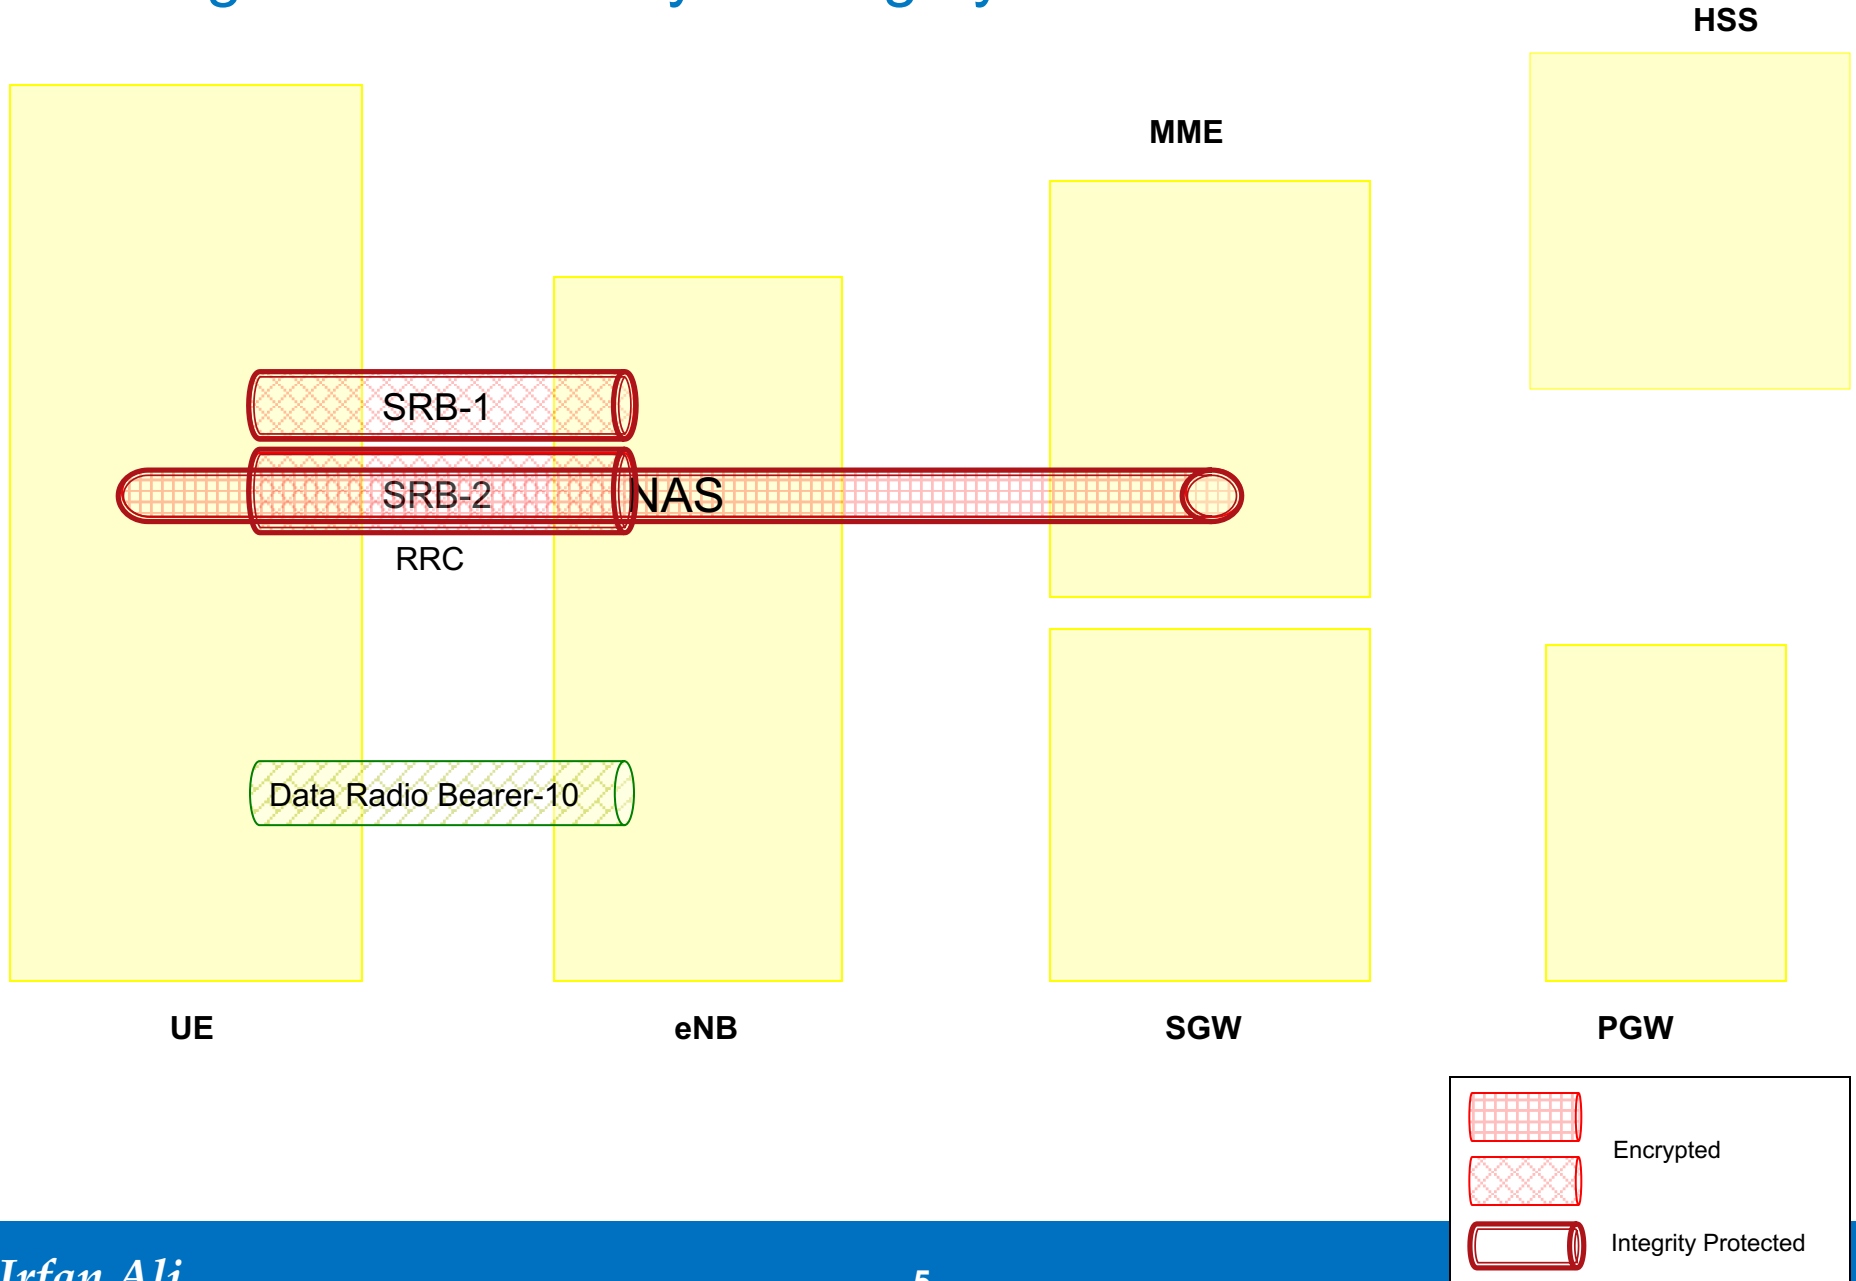 HSS
MME
SRB-1
SRB-2
NAS
RRC
Data Radio Bearer-10
UE
eNB
SGW
PGW
Encrypted
Integrity Protected
Irfan Ali
5